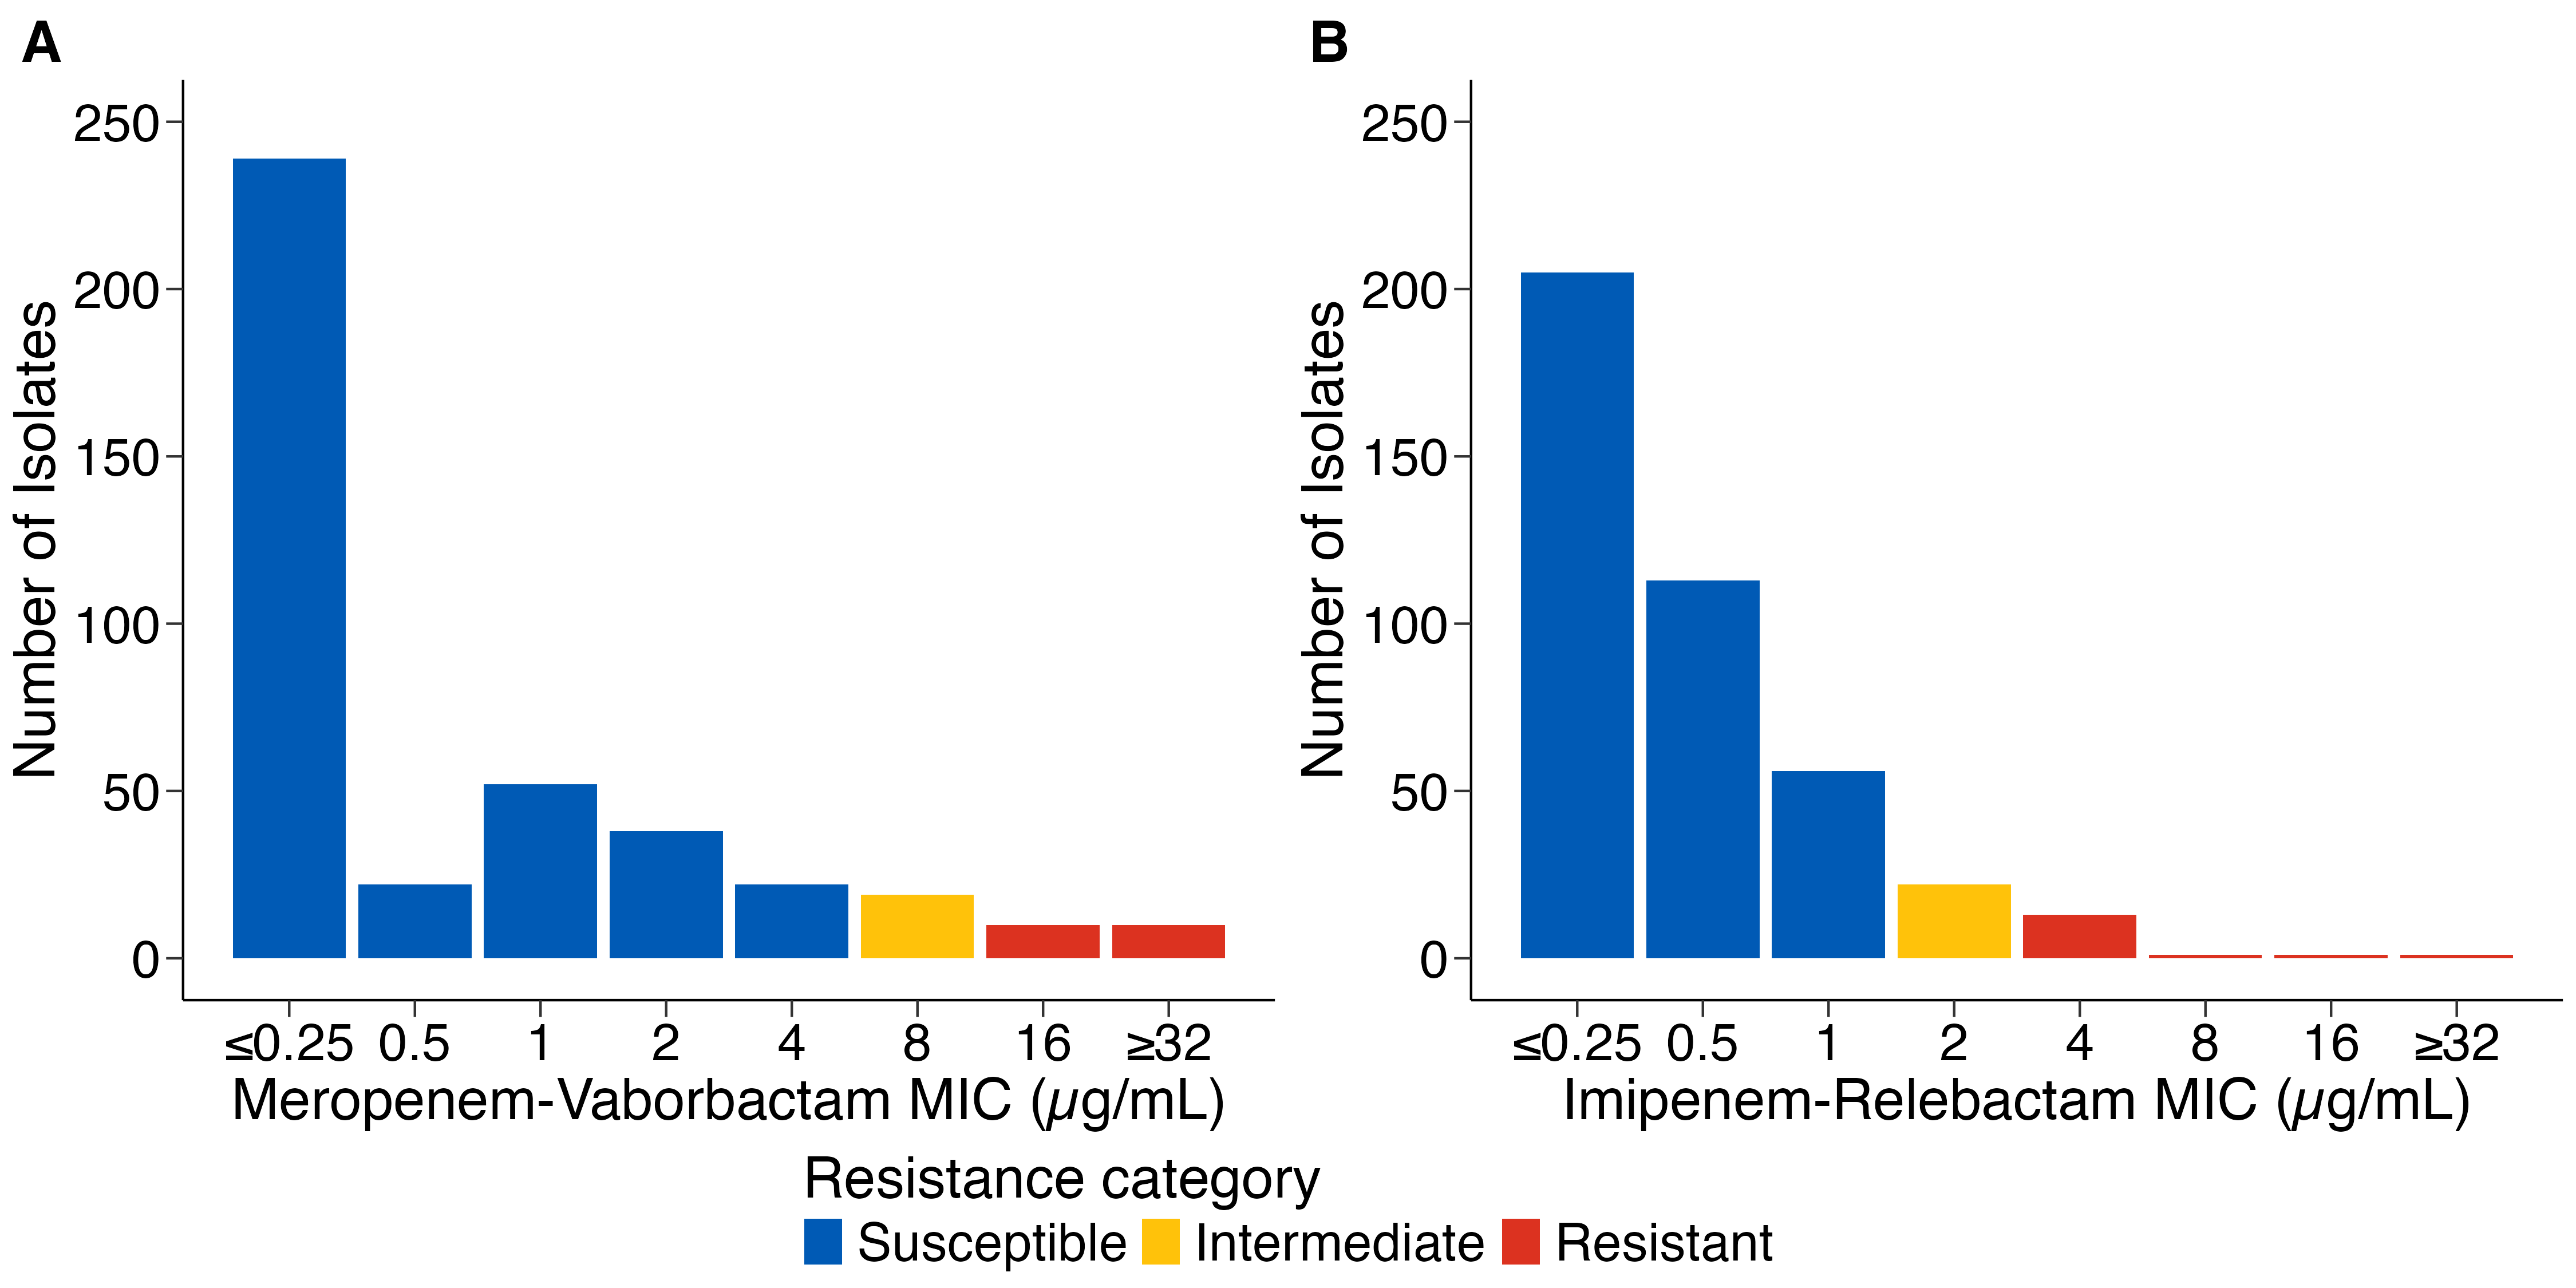 A
Number of Isolates
250
200
150
100
50
0
≤0.25 0.5 1 2 4 8 16 ≥32
Meropenem-Vaborbactam MIC (µg/mL)
B
Number of Isolates
250
200
150
100
50
0
≤0.25 0.5 1 2 4 8 16 ≥32
Imipenem-Relebactam MIC (µg/mL)
Resistance category
Susceptible Intermediate Resistant